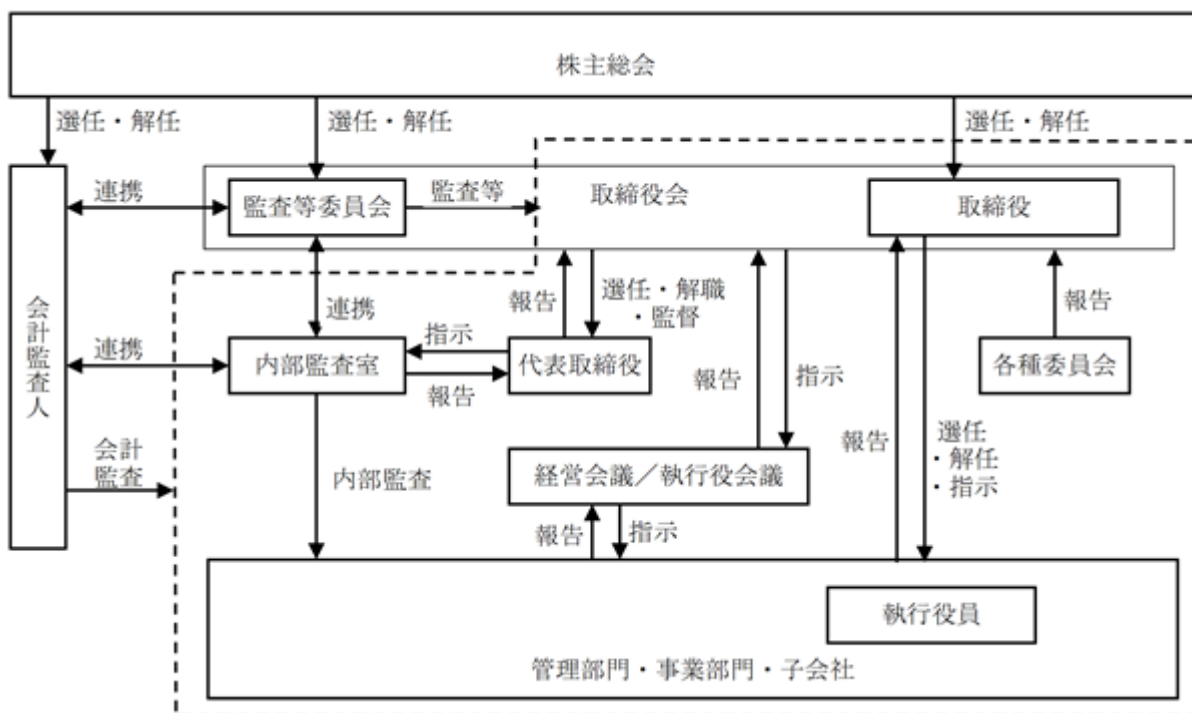 株主総会
選任・解任
選任・解任
選任・解任
連携
監査等委員会
監査等
取締役会
取締役
会計監査人
連携
報告
選任・解職
・監督
報告
指示
連携
内部監査室
代表取締役
各種委員会
報告
報告
指示
会計
監査
内部監査
経営会議／執行役会議
報告
選任
・解任
・指示
報告
指示
執行役員
管理部門・事業部門・子会社